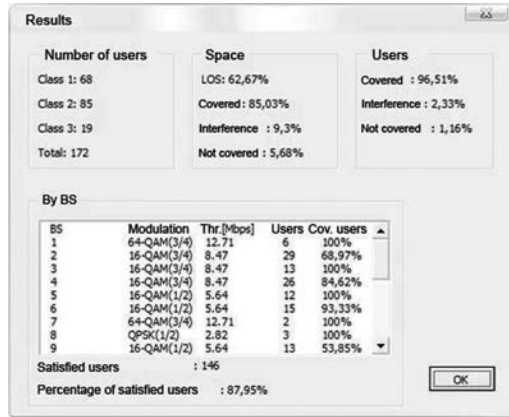 Results
Number of users
Class 1: 68
Class 2: 85
Class 3: 19
Total: 172
Space
LOS: 62,67%
Covered: 85,03%
Interference : 9,3%
Not covered : 5,68%
Users
Covered : 96,51%
Interference : 2,33%
Not covered : 1,16%
By BS
BS Modulation Thr.[Mbps] Users Cov. users
1 64-QAM(3/4) 12.71 6 100%
2 16-QAM(3/4) 8.47 29 68,97%
3 16-QAM(3/4) 8.47 13 100%
4 16-QAM(3/4) 8.47 26 84,62%
5 16-QAM(1/2) 5.64 12 100%
6 16-QAM(1/2) 5.64 15 93,33%
7 64-QAM(3/4) 12.71 2 100%
8 QPSK(1/2) 2.82 3 100%
9 16-QAM(1/2) 5.64 13 53,85%
Satisfied users : 146
Percentage of satisfied users : 87,95%
OK